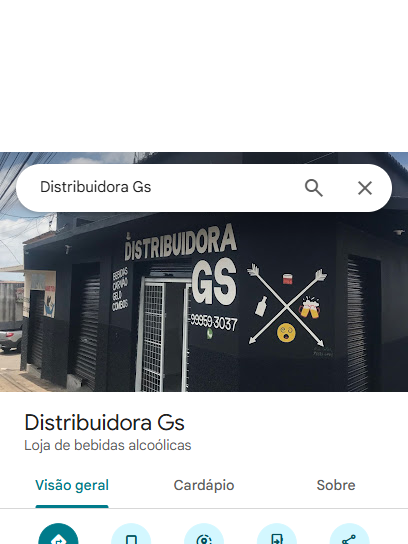 Distribuidora Gs
DISTRIBUIDORA
GS
BEBIDAS
CARVÃO
GELO
COMBOS
99959-3037
Distribuidora Gs
Loja de bebidas alcoólicas
Visão geral
Cardápio
Sobre